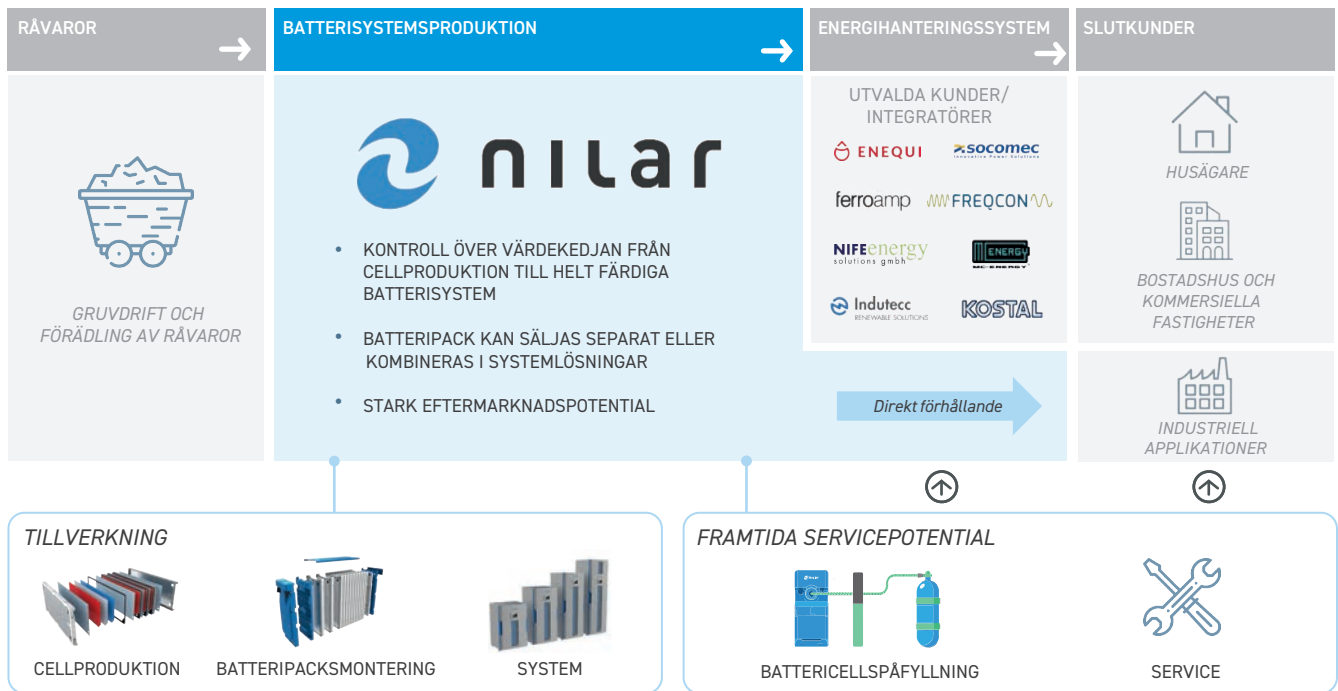 RÅVAROR
BATTERISYSTEMSPRODUKTION
ENERGIHANTERINGSSYSTEM
SLUTKUNDER
GRUVDRIFT OCH
FÖRÄDLING AV RÅVAROR
nilar
• KONTROLL ÖVER VÄRDEKEDJAN FRÅN
CELLPRODUKTION TILL HELT FÄRDIGA
BATTERISYSTEM
• BATTERIPACK KAN SÄLJAS SEPARAT ELLER
KOMBINERAS I SYSTEMLÖSNINGAR
• STARK EFTERMARKNADSPOTENTIAL
UTVALDA KUNDER/
INTEGRATÖRER
ENEQUI
socomec
Innovative Power Solutions
ferroamp
FREQCON
NIFEenergy
solutions gmbh
MCENERGY
MC-ENERGY
Indutecc
RENEWABLE SOLUTIONS
KOSTAL
Direkt förhållande
HUSÄGARE
BOSTADSHUS OCH
KOMMERSIELLA
FASTIGHETER
INDUSTRIELL
APPLIKATIONER
TILLVERKNING
CELLPRODUKTION
BATTERIPACKSMONTERING
SYSTEM
FRAMTIDA SERVICEPOTENTIAL
nilar
BATTERICELLSPÅFYLLNING
SERVICE